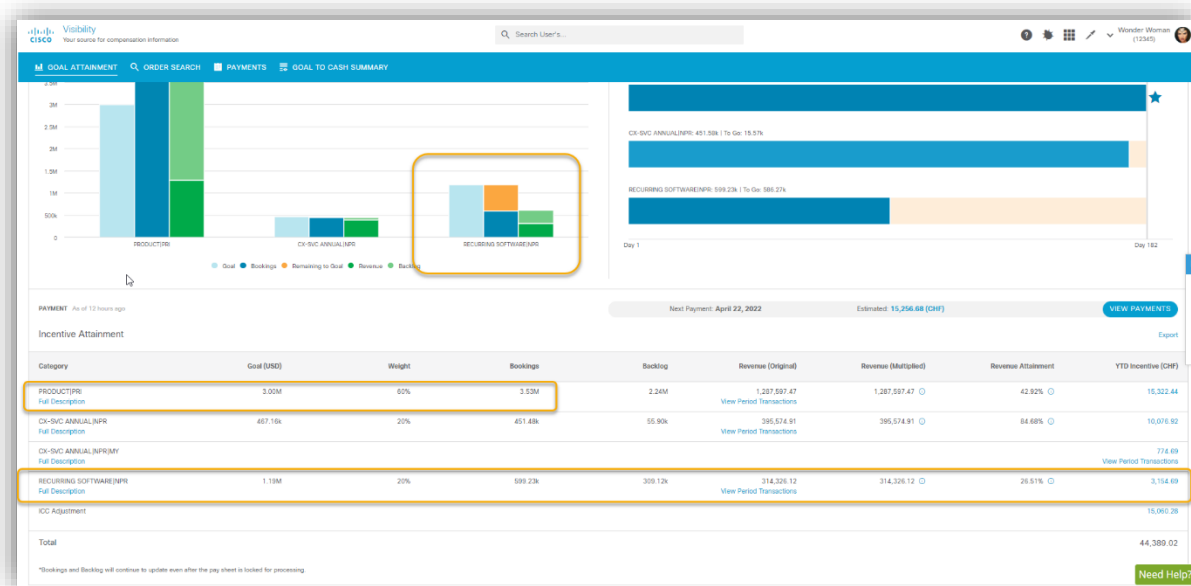 Visibility
CISCO Your source for compensation information
Search User's...
Wonder Woman
(12345)
GOAL ATTAINMENT ORDER SEARCH PAYMENTS GOAL TO CASH SUMMARY
2.5M
3M
2.5M
2M
1.5M
1M
500k
0
PRODUCT|PRI CX-SVC ANNUAL|NPR RECURRING SOFTWARE|NPR
Goal Bookings Remaining to Goal Revenue Backlog
CX-SVC ANNUAL|NPR: 451.59k | To Go: 15.57k
RECURRING SOFTWARE|NPR: 599.23k | To Go: 586.27k
Day 1 Day 182
PAYMENT As of 12 hours ago Next Payment: April 22, 2022 Estimated: 15,256.68 (CHF) VIEW PAYMENTS
Incentive Attainment Export
Category Goal (USD) Weight Bookings Backlog Revenue (Original) Revenue (Multiplied) Revenue Attainment YTD Incentive (CHF)
PRODUCT|PRI 3.00M 60% 3.53M 2.24M 1,287,597.47 1,287,597.47 42.92% 15,322.44
Full Description View Period Transactions
CX-SVC ANNUAL|NPR 467.16k 20% 451.48k 55.90k 395,574.91 395,574.91 84.68% 10,076.92
Full Description View Period Transactions
CX-SVC ANNUAL|NPR|MY 774.69
Full Description View Period Transactions
RECURRING SOFTWARE|NPR 1.19M 20% 599.23k 309.12k 314,326.12 314,326.12 26.51% 3,154.69
Full Description View Period Transactions
ICC Adjustment 15,060.28
Total 44,389.02
*Bookings and Backlog will continue to update even after the pay sheet is locked for processing.
Need Help?